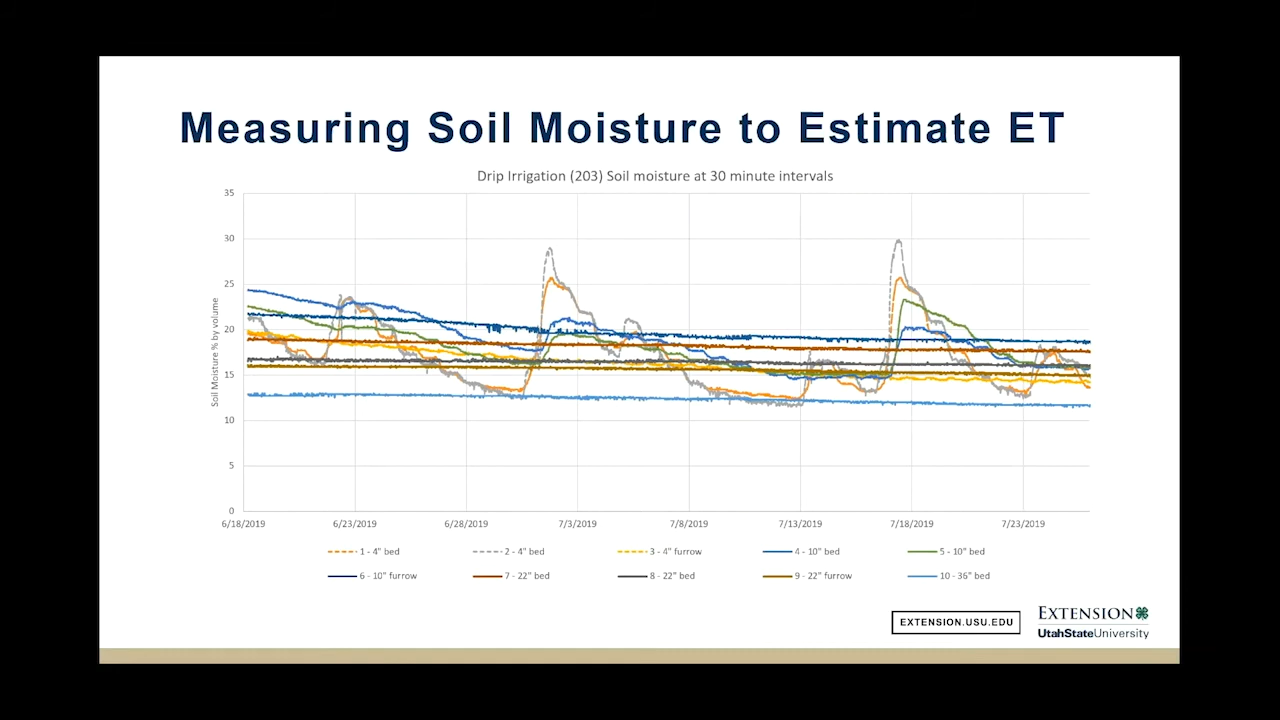 Measuring Soil Moisture to Estimate ET
Drip Irrigation (203) Soil moisture at 30 minute intervals
35
30
25
20
15
10
5
0
Soil Moisture % by volume
6/18/2019 6/23/2019 6/28/2019 7/3/2019 7/8/2019 7/13/2019 7/18/2019 7/23/2019
1 - 4" bed 2 - 4" bed 3 - 4" furrow 4 - 10" bed 5 - 10" bed
6 - 10" furrow 7 - 22" bed 8 - 22" bed 9 - 22" furrow 10 - 36" bed
EXTENSION.USU.EDU
EXTENSION
UtahStateUniversity